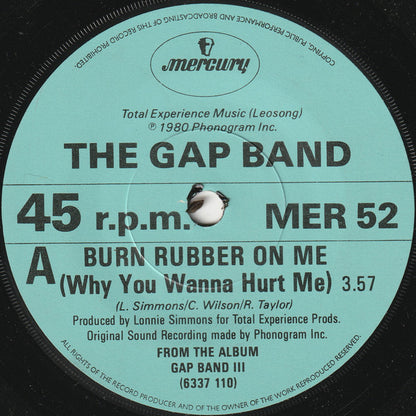 COPYING, PUBLIC PERFORMANCE AND BROADCASTING OF THIS RECORD PROHIBITED.
mercury
Total Experience Music (Leosong)
℗ 1980 Phonogram Inc.
THE GAP BAND
45 r.p.m. MER 52
A
BURN RUBBER ON ME
(Why You Wanna Hurt Me) 3.57
(L. Simmons/C. Wilson/R. Taylor)
Produced by Lonnie Simmons for Total Experience Prods.
Original Sound Recording made by Phonogram Inc.
FROM THE ALBUM
GAP BAND III
(6337 110)
ALL RIGHTS OF THE RECORD PRODUCER AND OF THE OWNER OF THE WORK REPRODUCED RESERVED.